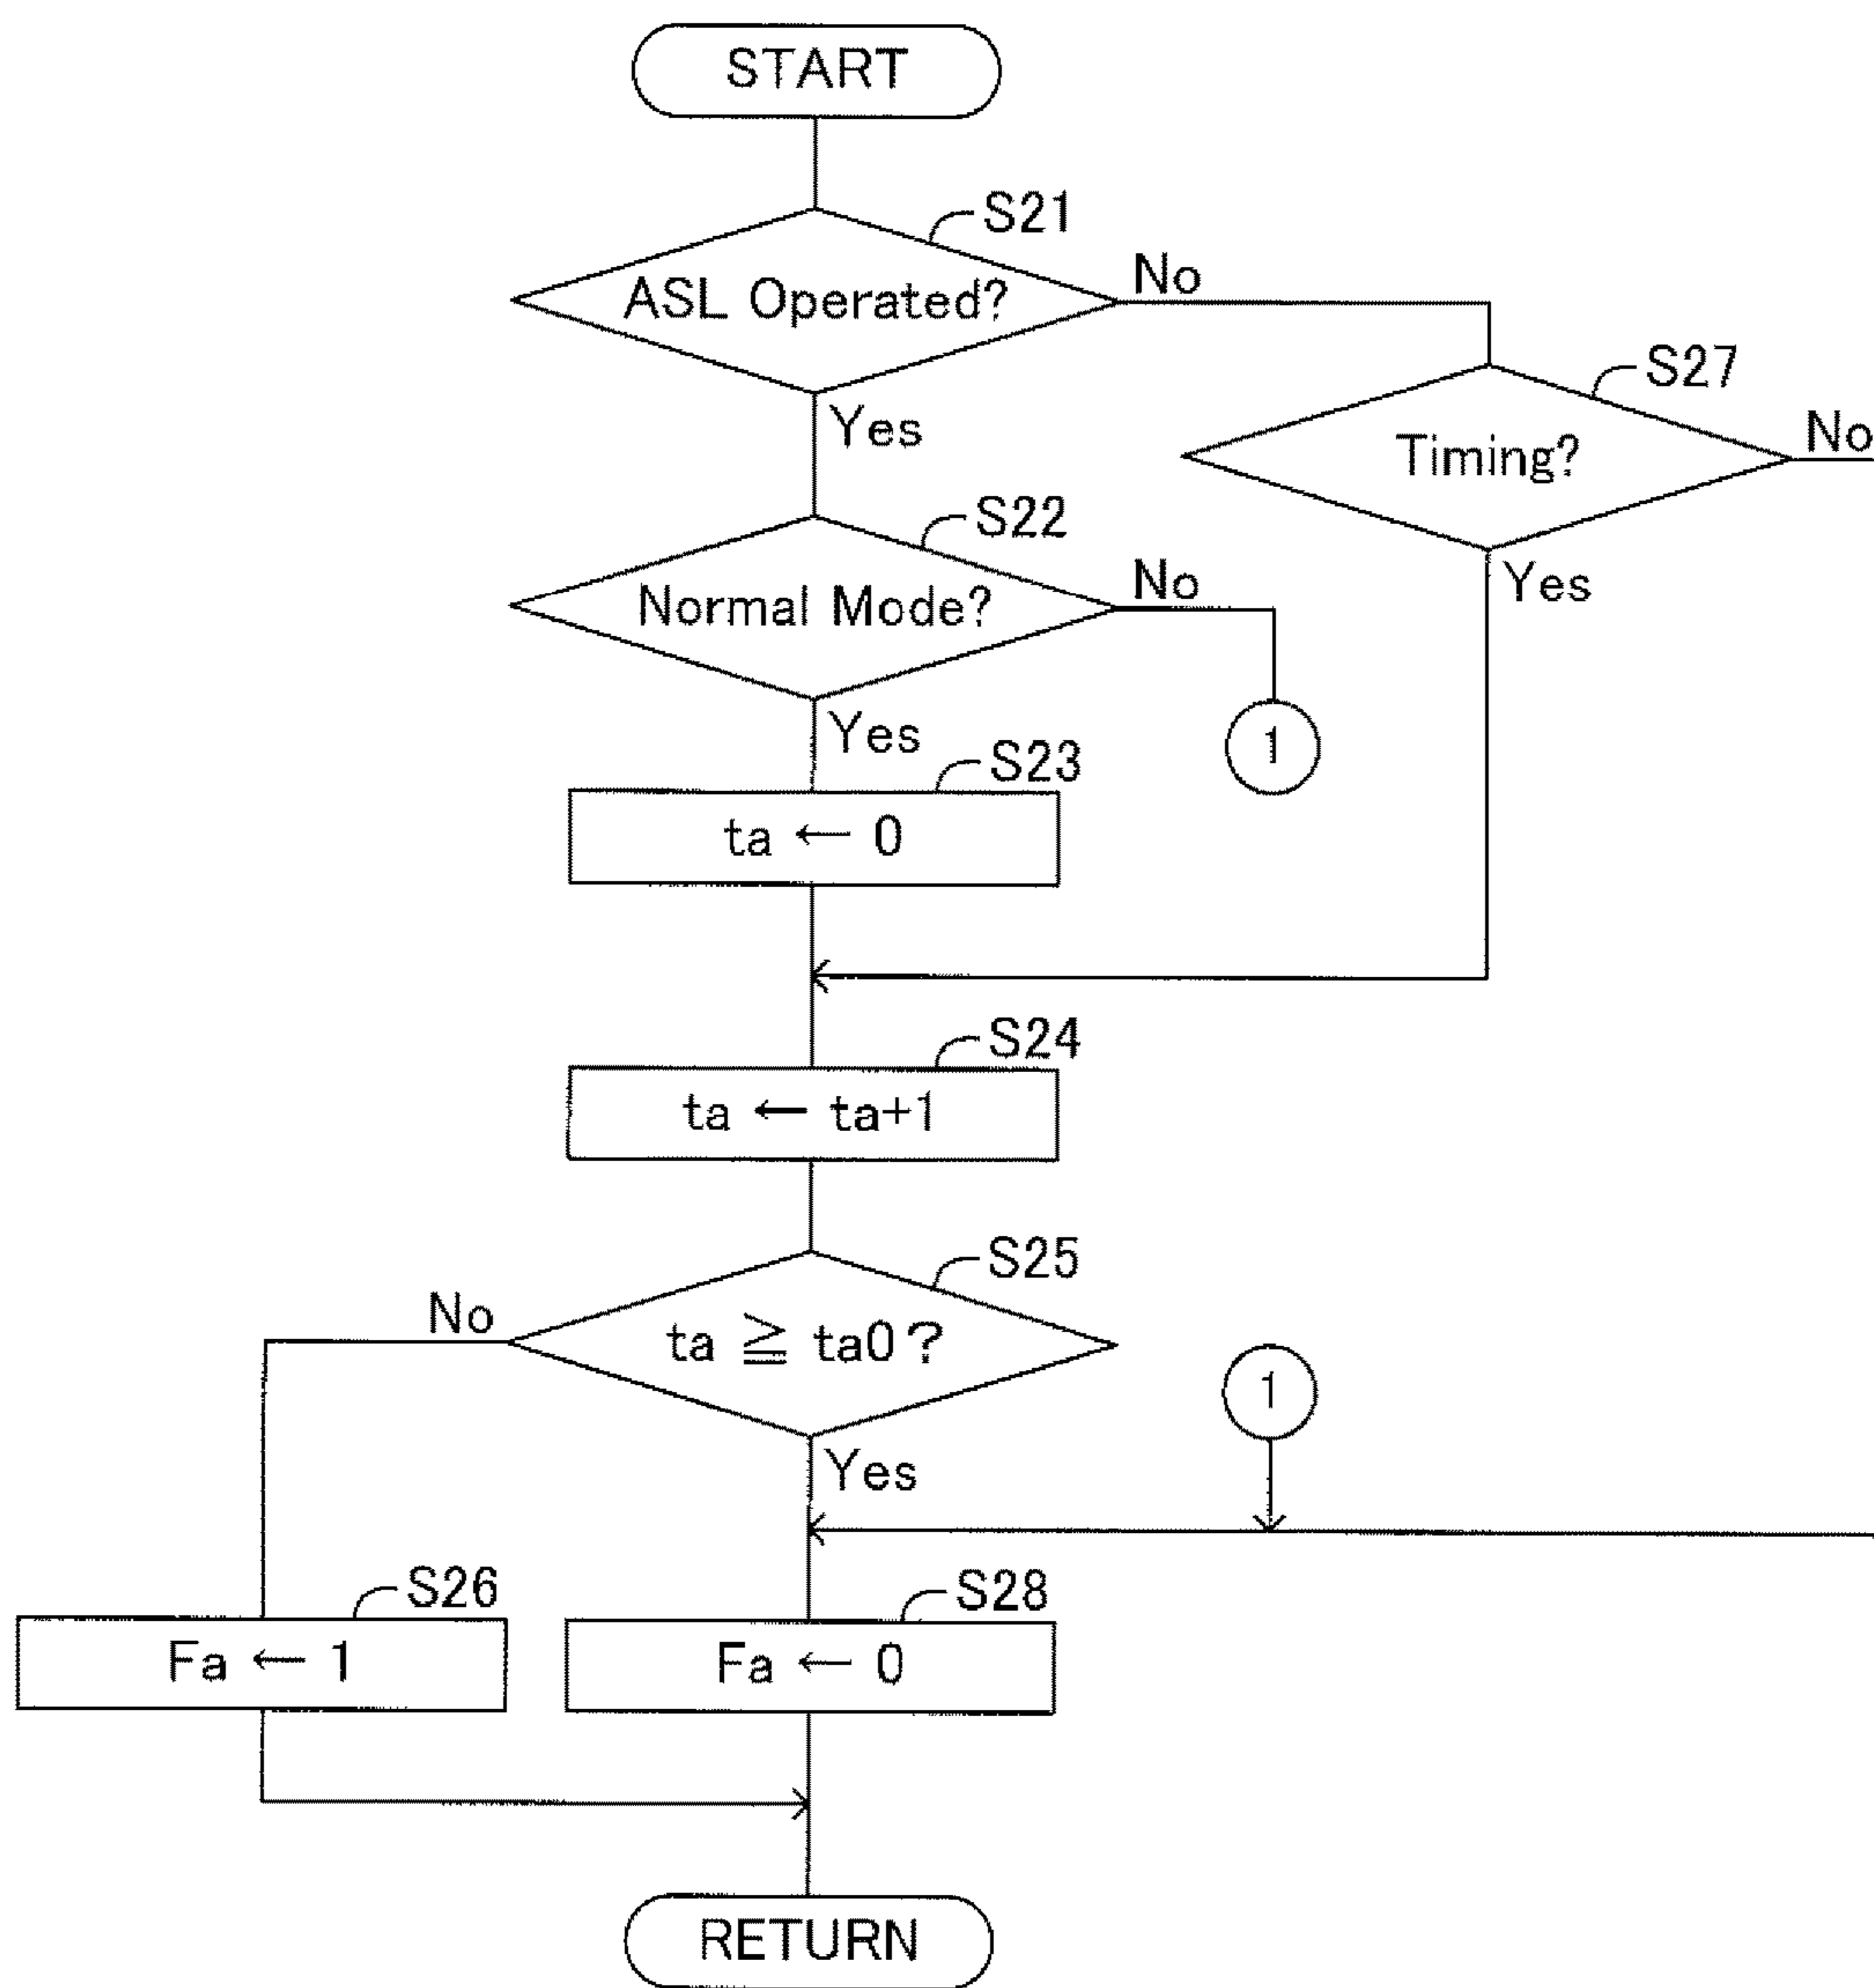 START
S21
ASL Operated?
No
Yes
S27
Timing?
No
Yes
S22
Normal Mode?
No
Yes
1
S23
ta ← 0
S24
ta ← ta+1
S25
ta ≧ ta0?
No
Yes
1
S26
Fa ← 1
S28
Fa ← 0
RETURN